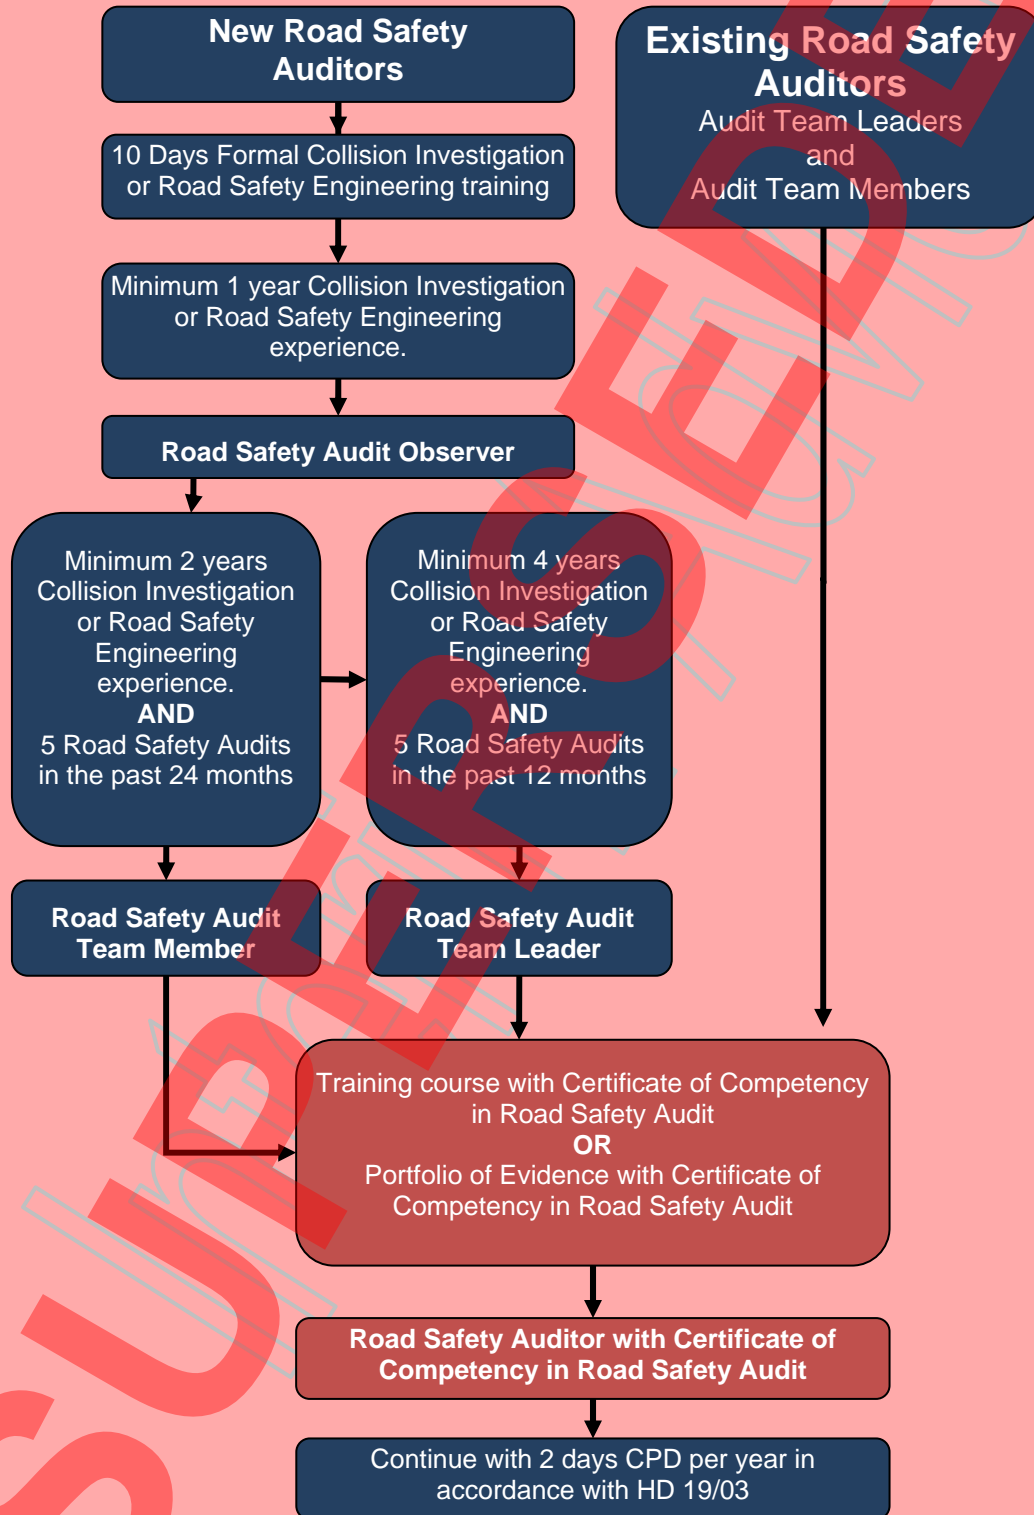 New Road Safety
Auditors
Existing Road Safety
Auditors
Audit Team Leaders
and
Audit Team Members
10 Days Formal Collision Investigation
or Road Safety Engineering training
Minimum 1 year Collision Investigation
or Road Safety Engineering
experience.
Road Safety Audit Observer
Minimum 2 years
Collision Investigation
or Road Safety
Engineering
experience.
AND
5 Road Safety Audits
in the past 24 months
Minimum 4 years
Collision Investigation
or Road Safety
Engineering
experience.
AND
5 Road Safety Audits
in the past 12 months
Road Safety Audit
Team Member
Road Safety Audit
Team Leader
Training course with Certificate of Competency
in Road Safety Audit
OR
Portfolio of Evidence with Certificate of
Competency in Road Safety Audit
Road Safety Auditor with Certificate of
Competency in Road Safety Audit
Continue with 2 days CPD per year in
accordance with HD 19/03
SUPERSEDE